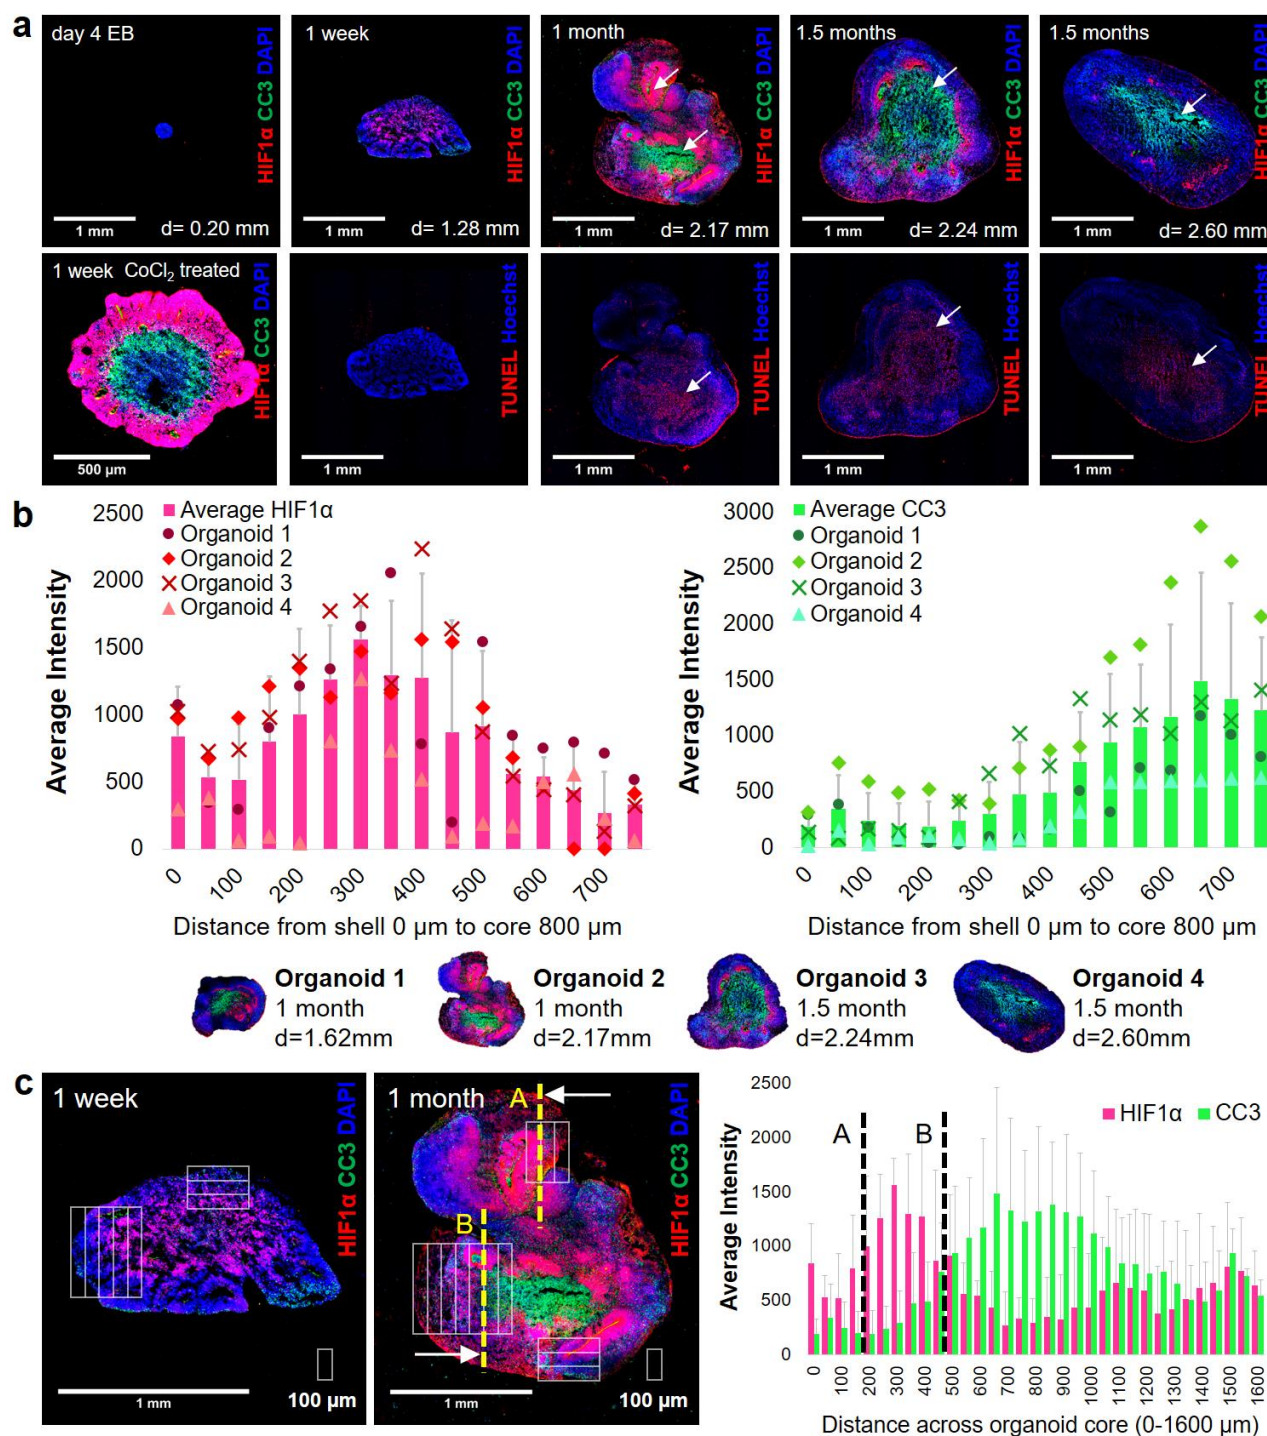 a
day 4 EB
HIF1α CC3 DAPI
1 mm
d= 0.20 mm
1 week
HIF1α CC3 DAPI
1 mm
d= 1.28 mm
1 month
HIF1α CC3 DAPI
1 mm
d= 2.17 mm
1.5 months
HIF1α CC3 DAPI
1 mm
d= 2.24 mm
1.5 months
HIF1α CC3 DAPI
1 mm
d= 2.60 mm
1 week CoCl₂ treated
HIF1α CC3 DAPI
500 µm
TUNEL Hoechst
1 mm
TUNEL Hoechst
1 mm
TUNEL Hoechst
1 mm
TUNEL Hoechst
1 mm
b
Average Intensity
2500
2000
1500
1000
500
0
Average HIF1α
Organoid 1
Organoid 2
Organoid 3
Organoid 4
0 100 200 300 400 500 600 700
Distance from shell 0 µm to core 800 µm
Average Intensity
3000
2500
2000
1500
1000
500
0
Average CC3
Organoid 1
Organoid 2
Organoid 3
Organoid 4
0 100 200 300 400 500 600 700
Distance from shell 0 µm to core 800 µm
Organoid 1
1 month
d=1.62mm
Organoid 2
1 month
d=2.17mm
Organoid 3
1.5 month
d=2.24mm
Organoid 4
1.5 month
d=2.60mm
c
1 week
HIF1α CC3 DAPI
1 mm
100 µm
1 month
A
B
HIF1α CC3 DAPI
1 mm
100 µm
Average Intensity
2500
2000
1500
1000
500
0
HIF1α CC3
A B
0 100 200 300 400 500 600 700 800 900 1000 1100 1200 1300 1400 1500 1600
Distance across organoid core (0-1600 µm)